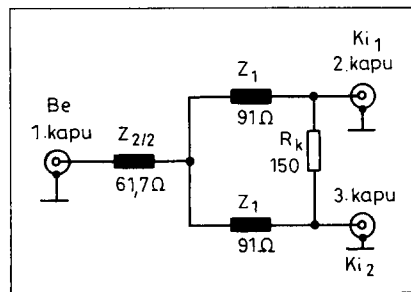 Be
1. kapu
Z2/2
61,7Ω
Z1
91Ω
Ki1
2.kapu
Rk
150
Z1
91Ω
3.kapu
Ki2